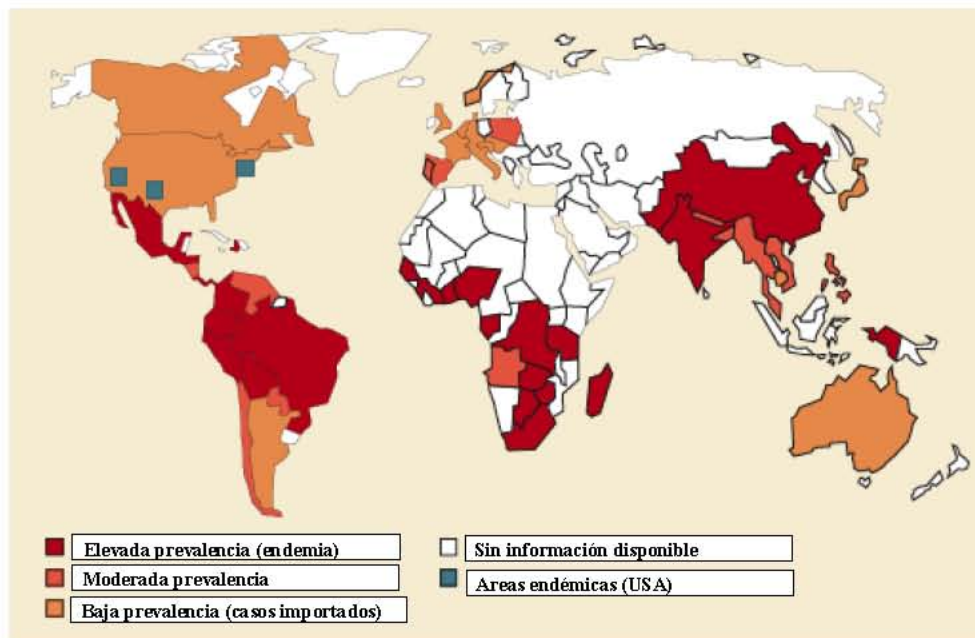 Elevada prevalencia (endemia)
Moderada prevalencia
Baja prevalencia (casos importados)
Sin información disponible
Areas endémicas (USA)